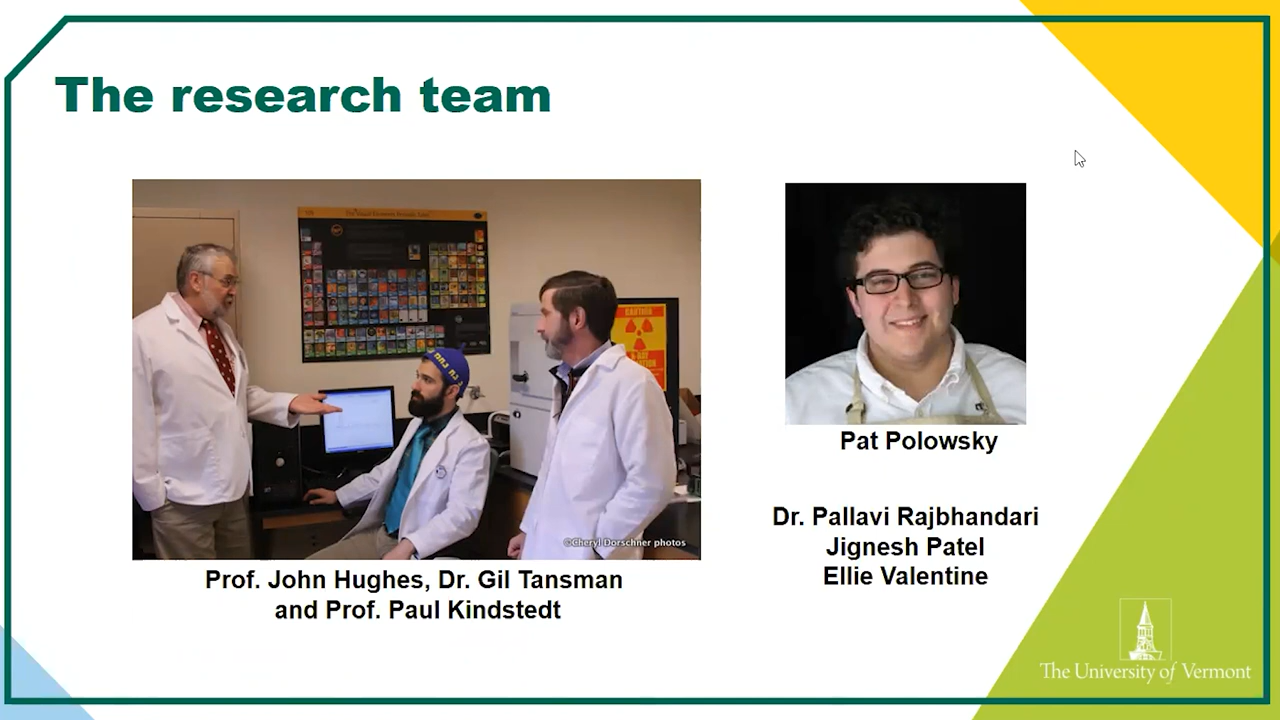 The research team
CAUTION
©Cheryl Dorschner photos
Prof. John Hughes, Dr. Gil Tansman
and Prof. Paul Kindstedt
Pat Polowsky
Dr. Pallavi Rajbhandari
Jignesh Patel
Ellie Valentine
The University of Vermont